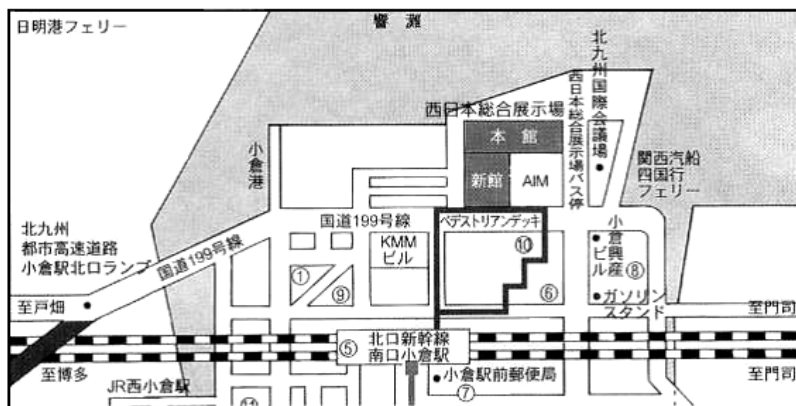 日明港フェリー
響灘
北九州国際会議場
西日本総合展示場バス停
西日本総合展示場
本館
新館
AIM
小倉港
関西汽船
四国行
フェリー
北九州
都市高速道路
小倉駅北口ランプ
国道199号線
国道199号線
ペデストリアンデッキ
KMM
ビル
⑩
小倉興産
ビル
⑧
①
⑨
⑥
ガソリン
スタンド
至戸畑
至門司
⑤
北口新幹線
南口小倉駅
至博多
至門司
JR西小倉駅
小倉駅前郵便局
⑦